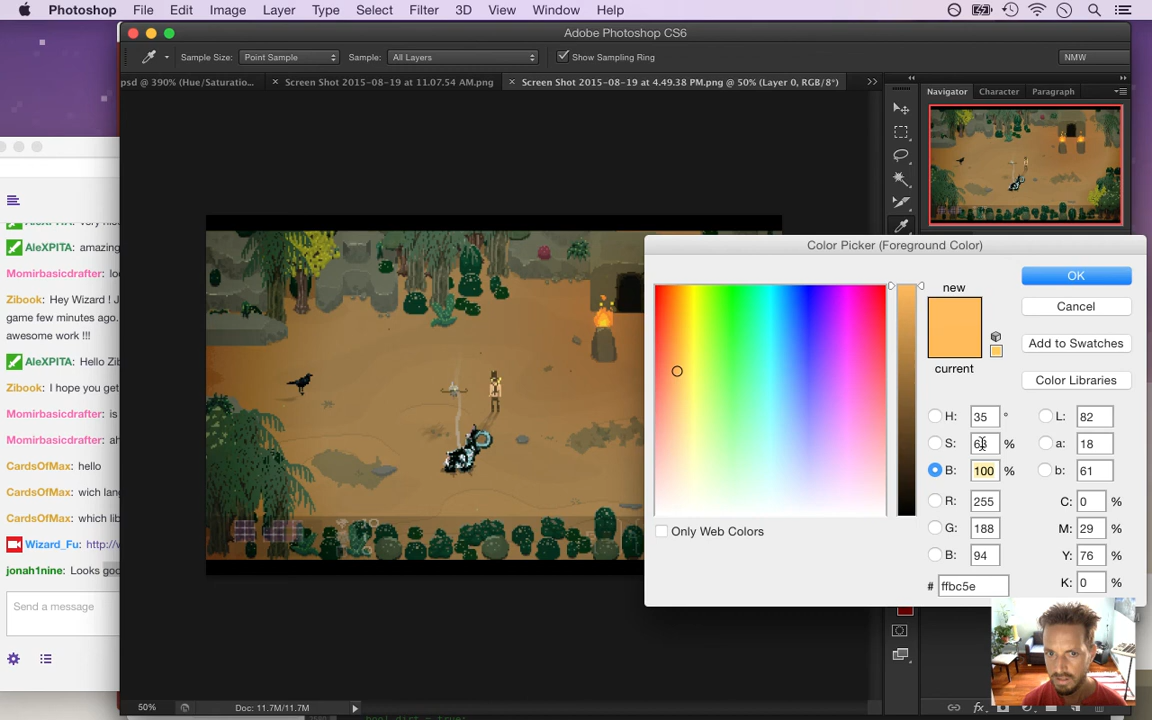 Photoshop File Edit Image Layer Type Select Filter 3D View Window Help
Adobe Photoshop CS6
Sample Size: Point Sample Sample: All Layers Show Sampling Ring NMW
psd @ 390% (Hue/Saturatio... × Screen Shot 2015-08-19 at 11.07.54 AM.png × Screen Shot 2015-08-19 at 4.49.38 PM.png @ 50% (Layer 0, RGB/8*) >>
Navigator Character Paragraph
AleXPITA:
AleXPITA: amazing
Momirbasicdrafter:
Zibook: Hey Wizard !
game few minutes ago.
awesome work !!!
AleXPITA: Hello
Zibook: I hope you get
Momirbasicdrafter: is
Momirbasicdrafter:
CardsOfMax: hello
CardsOfMax: wich
CardsOfMax: which
Wizard_Fu:
jonah1nine: Looks
Send a message
Color Picker (Foreground Color)
new
current
OK
Cancel
Add to Swatches
Color Libraries
H: 35 ° L: 82
S: 63 % a: 18
B: 100 % b: 61
R: 255 C: 0 %
G: 188 M: 29 %
B: 94 Y: 76 %
# ffbc5e K: 0 %
Only Web Colors
50% Doc: 11.7M/11.7M